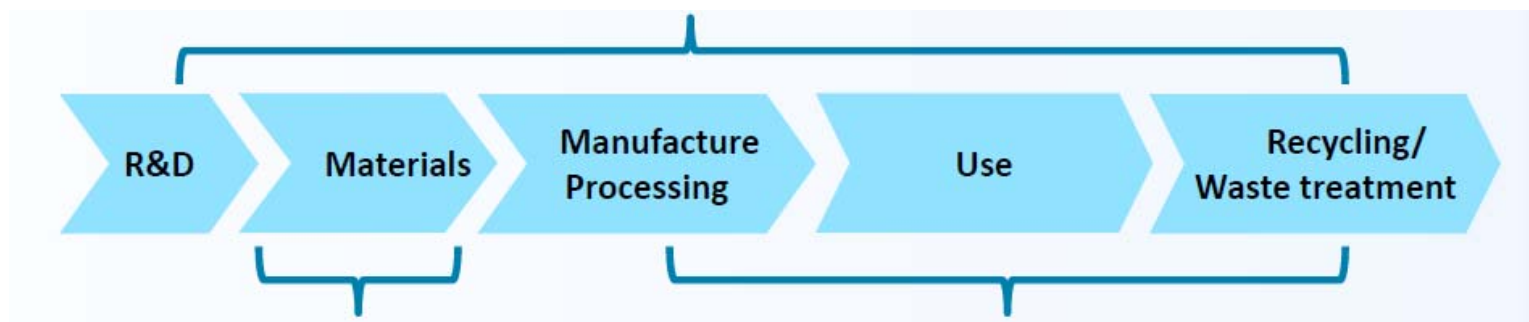 R&D
Materials
Manufacture
Processing
Use
Recycling/
Waste treatment